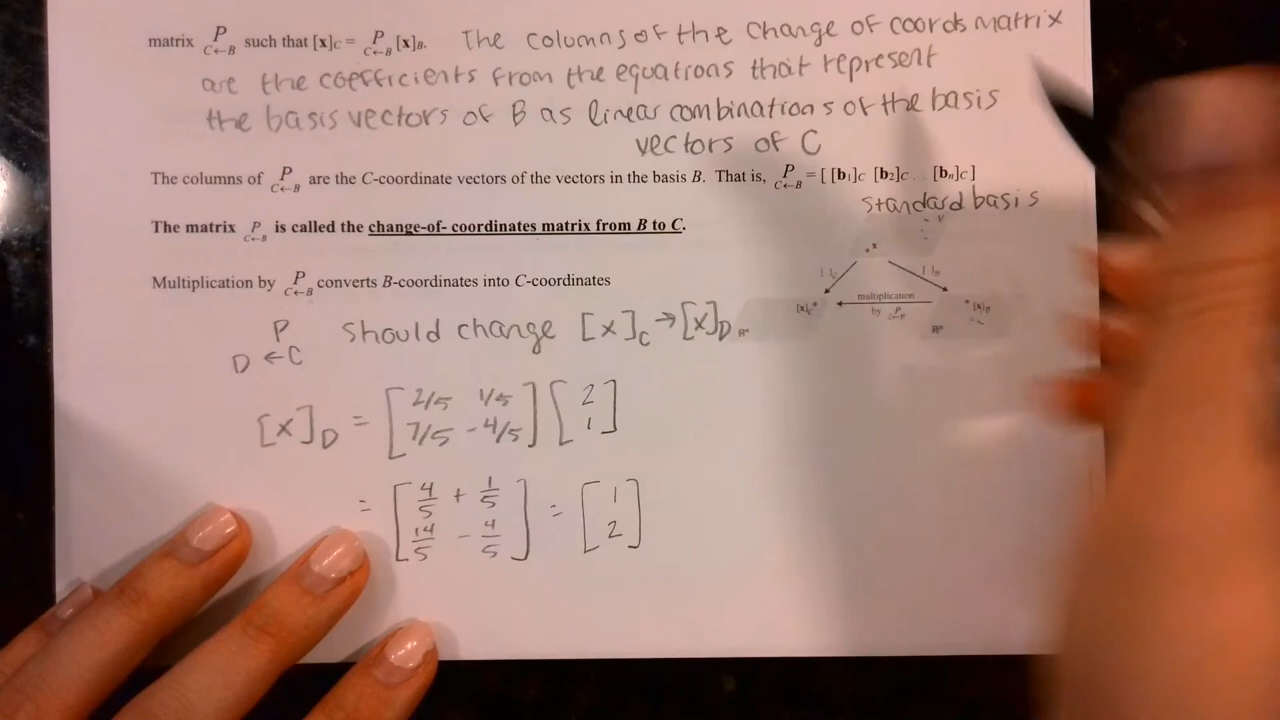 matrix P C←B such that [x]C = P C←B [x]B. The columns of the change of coords matrix
are the coefficients from the equations that represent
the basis vectors of B as linear combinations of the basis
vectors of C
The columns of P C←B are the C-coordinate vectors of the vectors in the basis B. That is, P C←B = [ [b1]C [b2]C … [bn]C ]
standard basis
The matrix P C←B is called the change-of- coordinates matrix from B to C.
x
[ ]C [ ]B
Multiplication by P C←B converts B-coordinates into C-coordinates
[x]C multiplication [x]B
by P C←B
P D←C should change [x]C → [x]D
ℝⁿ ℝⁿ
[x]D = [2/5 1/5; 7/5 -4/5] [2; 1]
= [4/5 + 1/5; 14/5 - 4/5] = [1; 2]